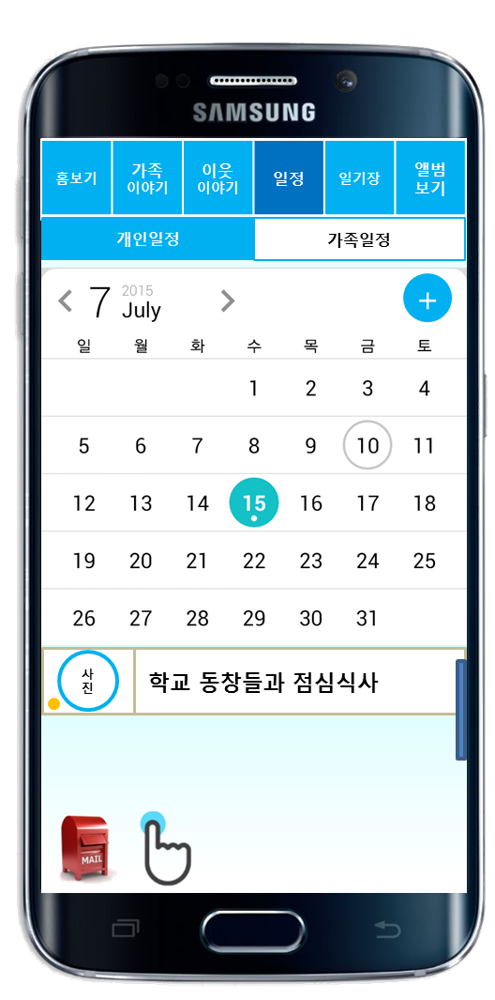 SAMSUNG
홈보기 가족 이야기 이웃 이야기 일정 일기장 앨범 보기
개인일정 가족일정
7 2015 July +
일 월 화 수 목 금 토
1 2 3 4
5 6 7 8 9 10 11
12 13 14 15 16 17 18
19 20 21 22 23 24 25
26 27 28 29 30 31
사진 학교 동창들과 점심식사
MAIL